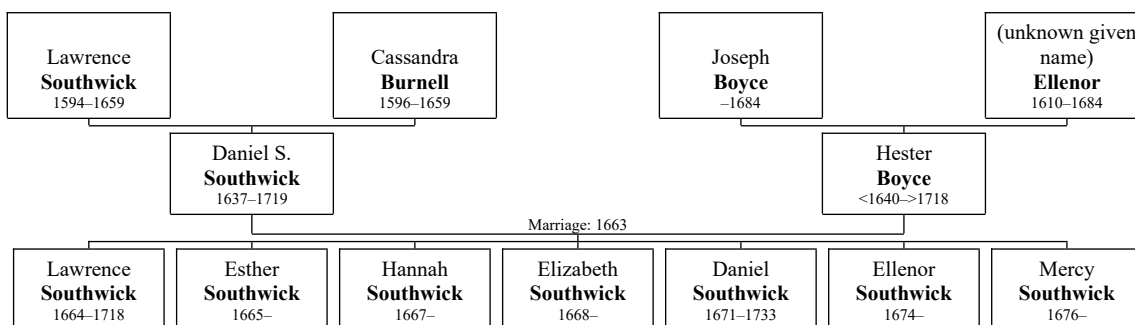 Lawrence
Southwick
1594–1659
Cassandra
Burnell
1596–1659
Joseph
Boyce
–1684
(unknown given
name)
Ellenor
1610–1684
Daniel S.
Southwick
1637–1719
Hester
Boyce
<1640–>1718
Marriage: 1663
Lawrence
Southwick
1664–1718
Esther
Southwick
1665–
Hannah
Southwick
1667–
Elizabeth
Southwick
1668–
Daniel
Southwick
1671–1733
Ellenor
Southwick
1674–
Mercy
Southwick
1676–